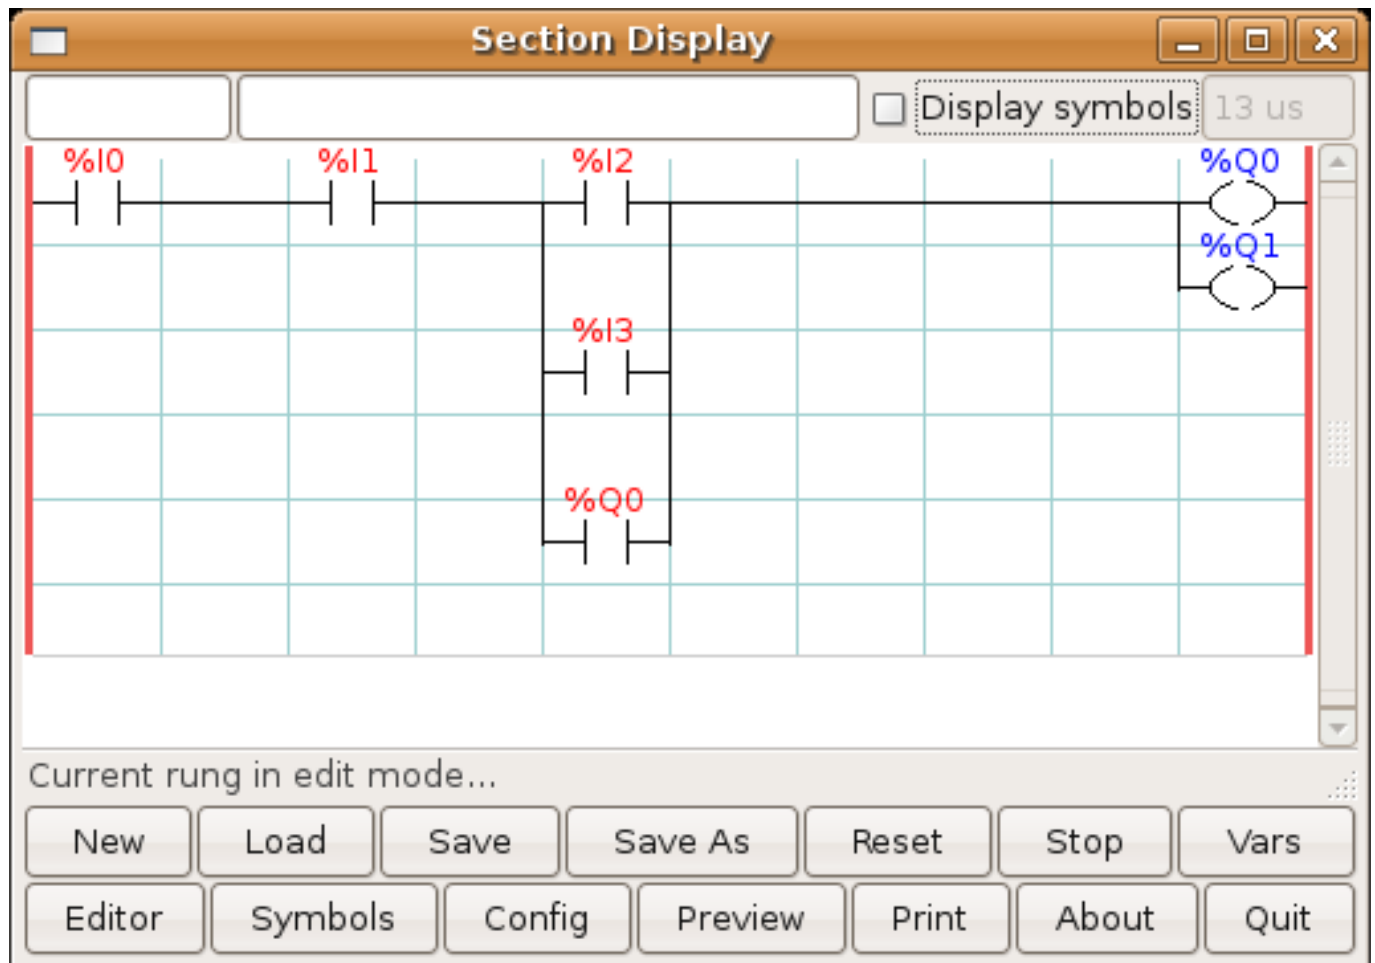 Section Display
Display symbols 13 us
%I0 %I1 %I2 %Q0
%Q1
%I3
%Q0
Current rung in edit mode...
New Load Save Save As Reset Stop Vars
Editor Symbols Config Preview Print About Quit